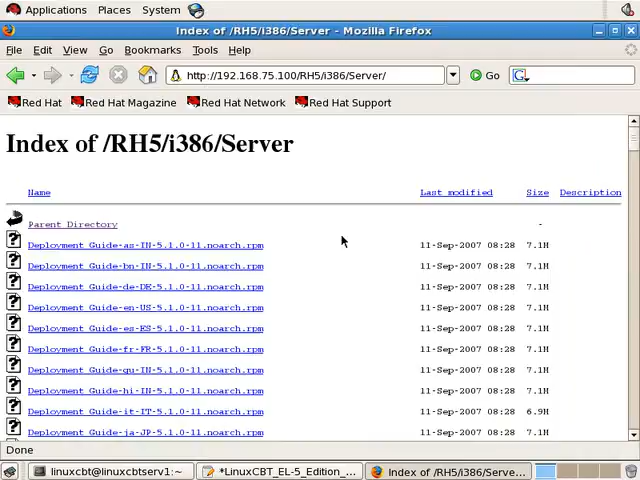 Applications Places System
Index of /RH5/i386/Server - Mozilla Firefox
File Edit View Go Bookmarks Tools Help
http://192.168.75.100/RH5/i386/Server/ Go G
Red Hat Red Hat Magazine Red Hat Network Red Hat Support
Index of /RH5/i386/Server
Name Last modified Size Description
Parent Directory -
Deployment_Guide-as-IN-5.1.0-11.noarch.rpm 11-Sep-2007 08:28 7.1M
Deployment_Guide-bn-IN-5.1.0-11.noarch.rpm 11-Sep-2007 08:28 7.1M
Deployment_Guide-de-DE-5.1.0-11.noarch.rpm 11-Sep-2007 08:28 7.1M
Deployment_Guide-en-US-5.1.0-11.noarch.rpm 11-Sep-2007 08:28 7.1M
Deployment_Guide-es-ES-5.1.0-11.noarch.rpm 11-Sep-2007 08:28 7.1M
Deployment_Guide-fr-FR-5.1.0-11.noarch.rpm 11-Sep-2007 08:28 7.1M
Deployment_Guide-gu-IN-5.1.0-11.noarch.rpm 11-Sep-2007 08:28 7.1M
Deployment_Guide-hi-IN-5.1.0-11.noarch.rpm 11-Sep-2007 08:28 7.1M
Deployment_Guide-it-IT-5.1.0-11.noarch.rpm 11-Sep-2007 08:28 6.9M
Deployment_Guide-ja-JP-5.1.0-11.noarch.rpm 11-Sep-2007 08:28 7.1M
Done
linuxcbt@linuxcbtserv1:~ *LinuxCBT_EL-5_Edition_... Index of /RH5/i386/Serve...